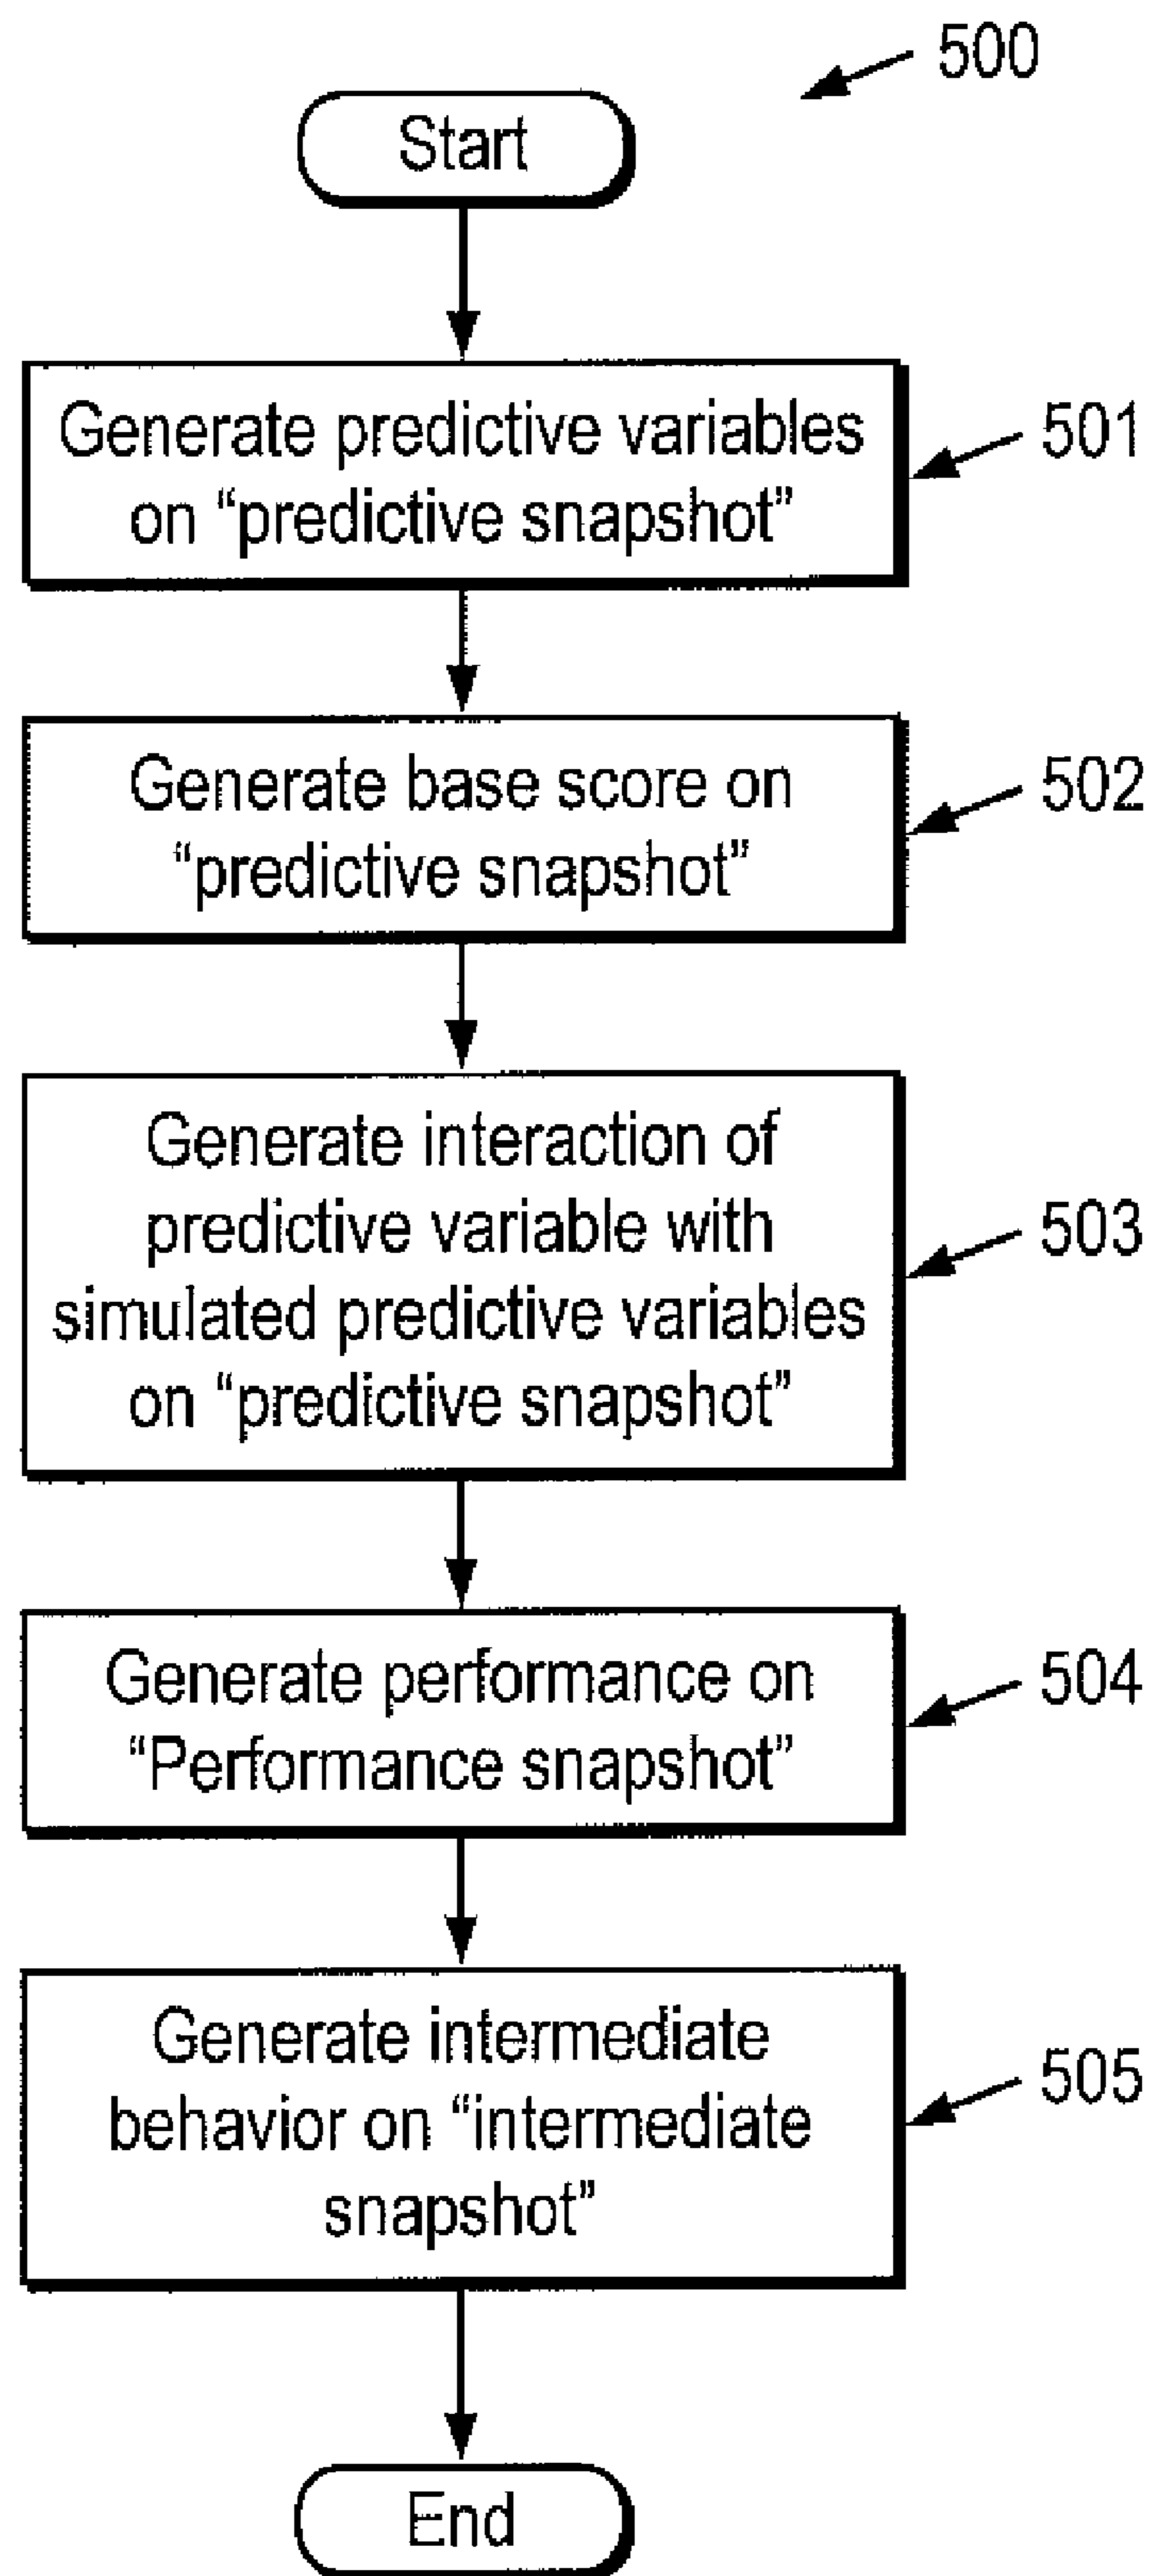 500
Start
Generate predictive variables
on “predictive snapshot”
501
Generate base score on
“predictive snapshot”
502
Generate interaction of
predictive variable with
simulated predictive variables
on “predictive snapshot”
503
Generate performance on
“Performance snapshot”
504
Generate intermediate
behavior on “intermediate
snapshot”
505
End